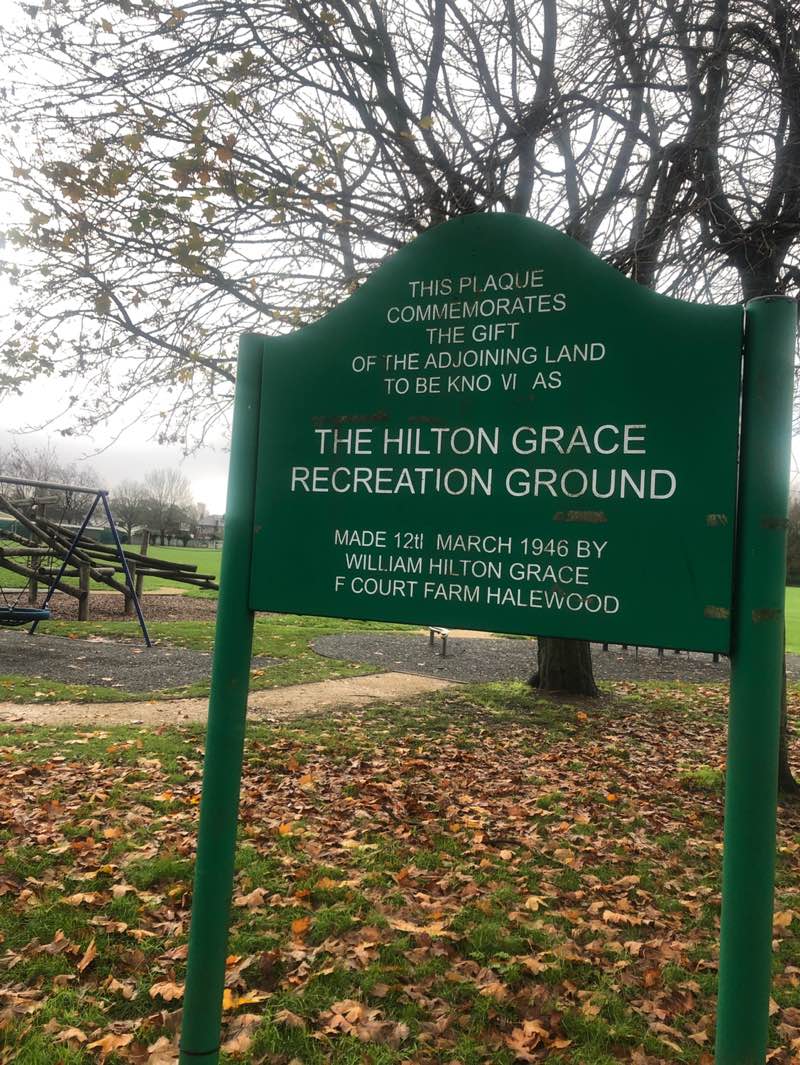 THIS PLAQUE
COMMEMORATES
THE GIFT
OF THE ADJOINING LAND
TO BE KNO VI AS
THE HILTON GRACE
RECREATION GROUND
MADE 12tl MARCH 1946 BY
WILLIAM HILTON GRACE
F COURT FARM HALEWOOD